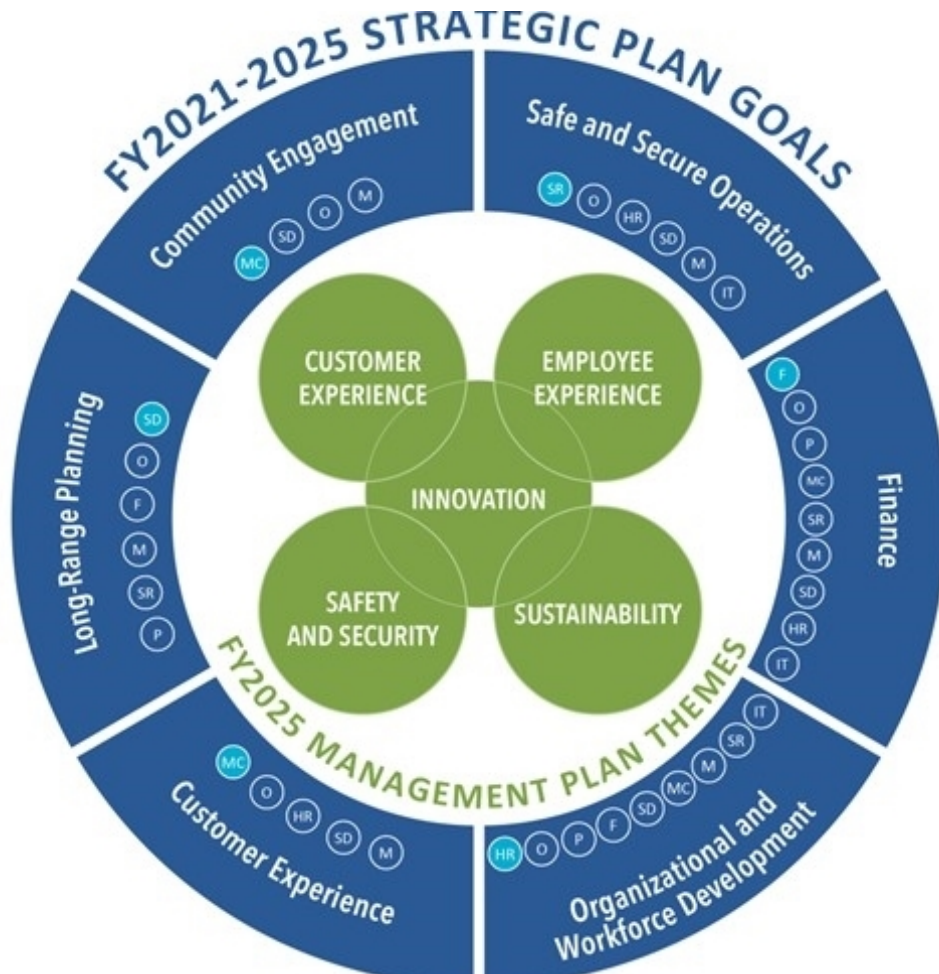 FY2021-2025 STRATEGIC PLAN GOALS
Community Engagement
MC
SD
O
M
Safe and Secure Operations
SR
O
HR
SD
M
IT
Finance
F
O
P
MC
SR
M
SD
HR
IT
Organizational and
Workforce Development
HR
O
P
F
SD
MC
M
SR
IT
Customer Experience
MC
O
HR
SD
M
Long-Range Planning
SD
O
F
M
SR
P
CUSTOMER
EXPERIENCE
EMPLOYEE
EXPERIENCE
INNOVATION
SAFETY
AND SECURITY
SUSTAINABILITY
FY2025 MANAGEMENT PLAN THEMES